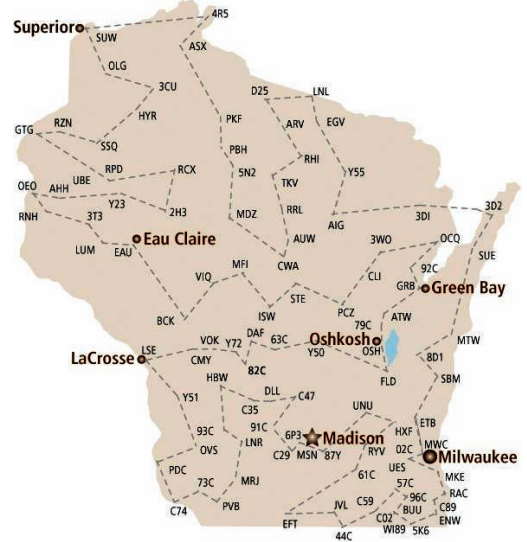 4R5
Superior
SUW
ASX
OLG
3CU
D25
LNL
HYR
PKF
ARV
EGV
RZN
GTG
SSQ
PBH
RHI
RPD
RCX
5N2
Y55
UBE
TKV
OEO
AHH
Y23
2H3
MDZ
RRL
RNH
3T3
AIG
3DI
3D2
Eau Claire
AUW
3WO
OCQ
LUM
EAU
SUE
CWA
92C
MFI
VIQ
CLI
GRB
Green Bay
STE
BCK
ISW
PCZ
ATW
79C
DAF
Oshkosh
MTW
VOK
Y72
63C
Y50
OSH
LSE
LaCrosse
CMY
8D1
82C
FLD
HBW
SBM
DLL
Y51
C47
C35
UNU
93C
91C
ETB
6P3
Madison
HXF
LNR
MWC
OVS
C29
MSN
87Y
RYV
02C
Milwaukee
PDC
UES
61C
MKE
73C
MRJ
57C
RAC
96C
C74
PVB
JVL
C59
BUU
C89
EFT
C02
ENW
44C
WI89
5K6